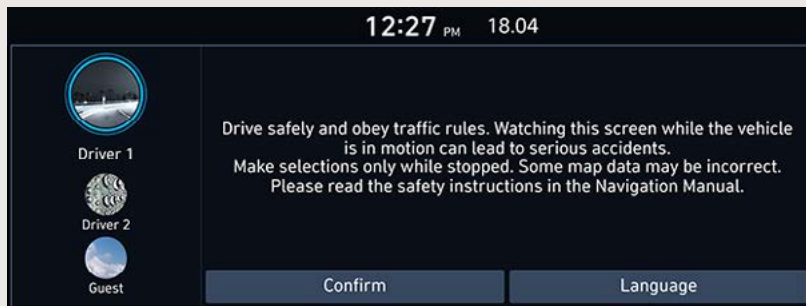 12:27 PM 18.04
Driver 1
Driver 2
Guest
Drive safely and obey traffic rules. Watching this screen while the vehicle
is in motion can lead to serious accidents.
Make selections only while stopped. Some map data may be incorrect.
Please read the safety instructions in the Navigation Manual.
Confirm
Language